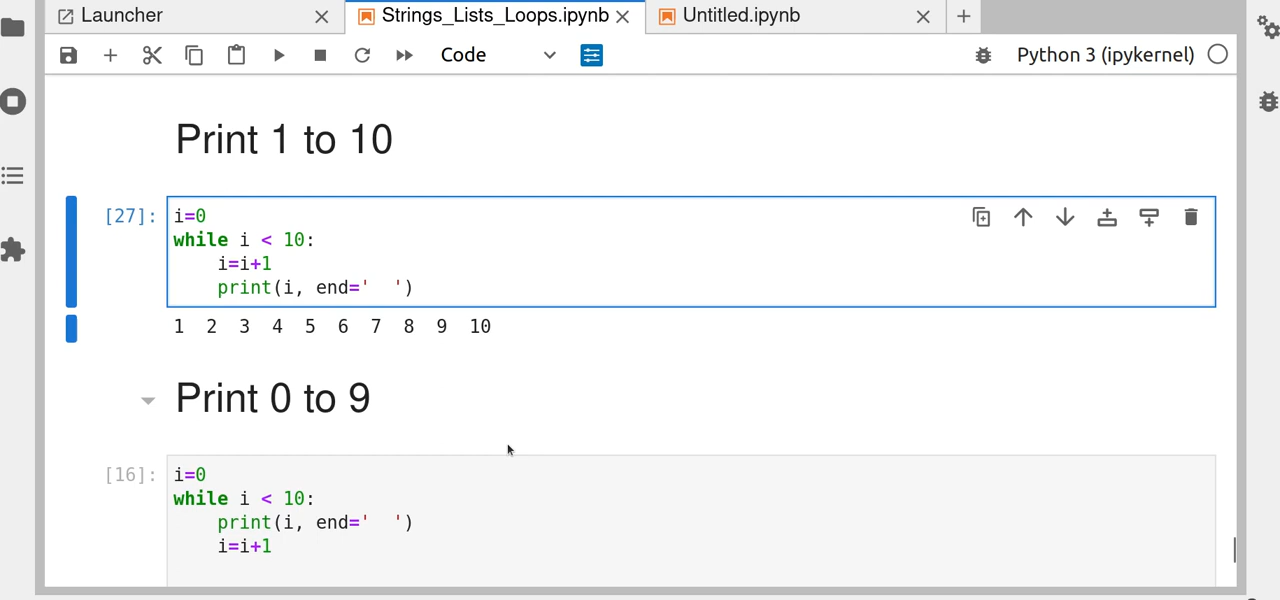 Launcher
Strings_Lists_Loops.ipynb
Untitled.ipynb
Code
Python 3 (ipykernel)
Print 1 to 10
[27]:
i=0
while i < 10:
    i=i+1
    print(i, end='  ')
1  2  3  4  5  6  7  8  9  10
Print 0 to 9
[16]:
i=0
while i < 10:
    print(i, end='  ')
    i=i+1